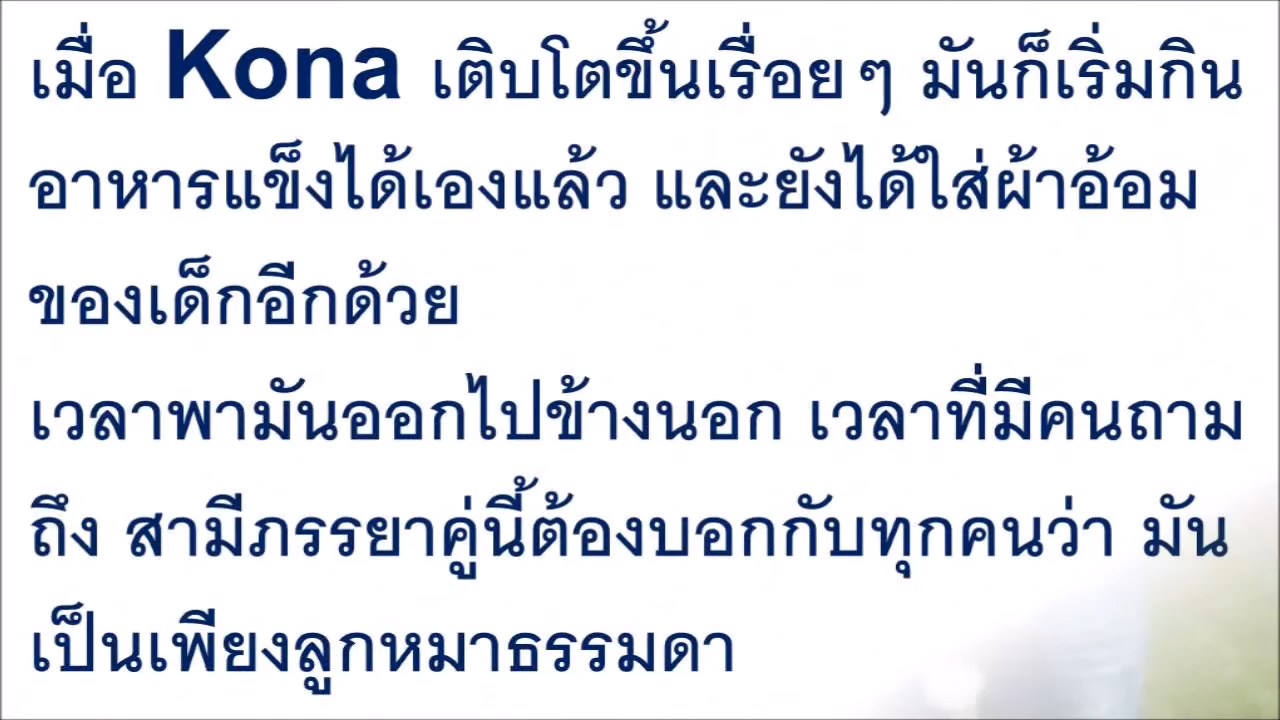 เมื่อ Kona เติบโตขึ้นเรื่อยๆ มันก็เริ่มกิน
อาหารแข็งได้เองแล้ว และยังได้ใส่ผ้าอ้อม
ของเด็กอีกด้วย
เวลาพามันออกไปข้างนอก เวลาที่มีคนถาม
ถึง สามีภรรยาคู่นี้ต้องบอกกับทุกคนว่า มัน
เป็นเพียงลูกหมาธรรมดา